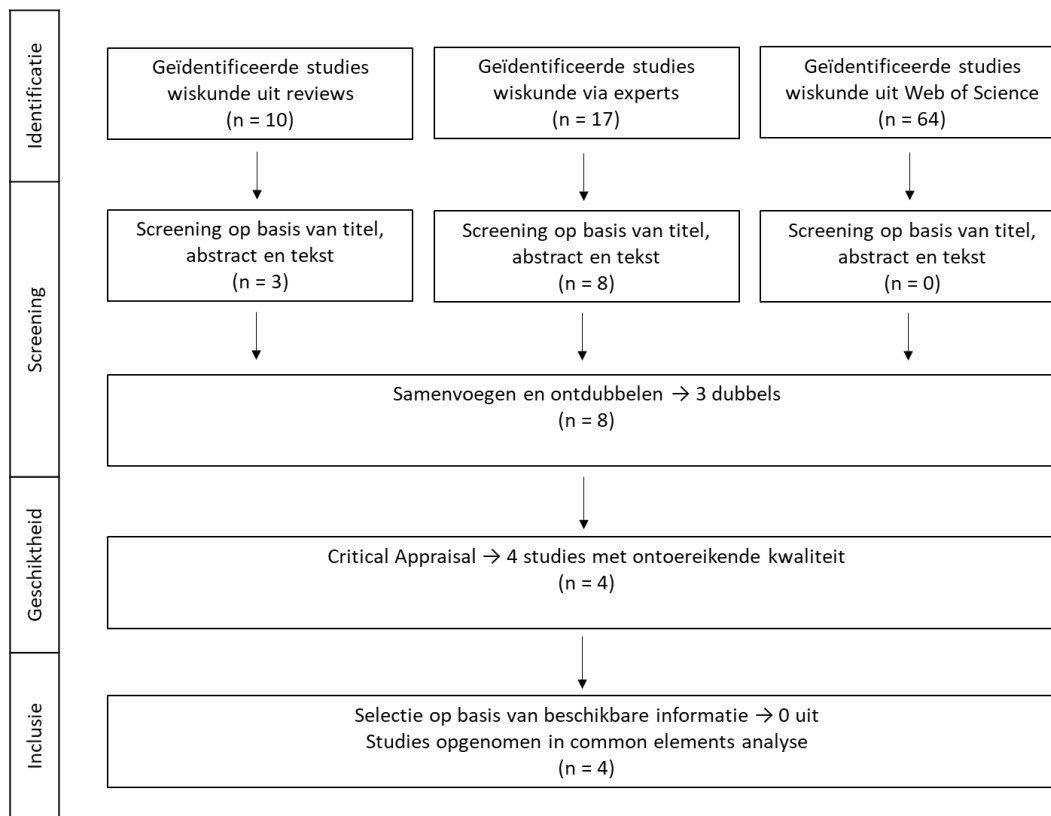 Identificatie
Geïdentificeerde studies
wiskunde uit reviews
(n = 10)
Geïdentificeerde studies
wiskunde via experts
(n = 17)
Geïdentificeerde studies
wiskunde uit Web of Science
(n = 64)
Screening
Screening op basis van titel,
abstract en tekst
(n = 3)
Screening op basis van titel,
abstract en tekst
(n = 8)
Screening op basis van titel,
abstract en tekst
(n = 0)
Samenvoegen en ontdubbelen → 3 dubbels
(n = 8)
Geschiktheid
Critical Appraisal → 4 studies met ontoereikende kwaliteit
(n = 4)
Inclusie
Selectie op basis van beschikbare informatie → 0 uit
Studies opgenomen in common elements analyse
(n = 4)